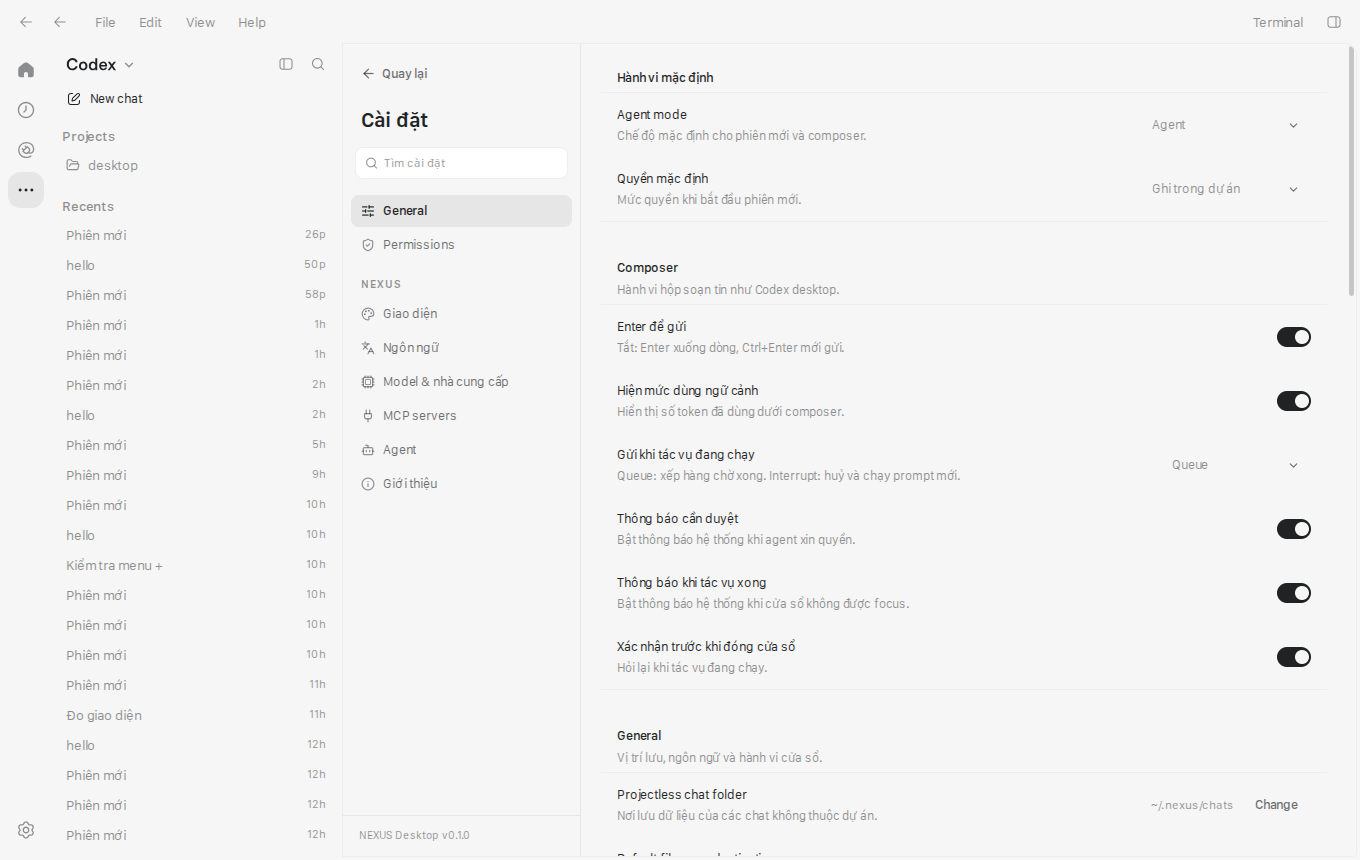 File Edit View Help Terminal
Codex
New chat
Projects
desktop
Recents
Phiên mới 26p
hello 50p
Phiên mới 58p
Phiên mới 1h
Phiên mới 1h
Phiên mới 2h
hello 2h
Phiên mới 5h
Phiên mới 9h
Phiên mới 10h
hello 10h
Kiểm tra menu + 10h
Phiên mới 10h
Phiên mới 10h
Phiên mới 10h
Phiên mới 11h
Đo giao diện 11h
hello 12h
Phiên mới 12h
Phiên mới 12h
Phiên mới 12h
Quay lại
Cài đặt
Tìm cài đặt
General
Permissions
NEXUS
Giao diện
Ngôn ngữ
Model & nhà cung cấp
MCP servers
Agent
Giới thiệu
NEXUS Desktop v0.1.0
Hành vi mặc định
Agent mode
Chế độ mặc định cho phiên mới và composer.
Agent
Quyền mặc định
Mức quyền khi bắt đầu phiên mới.
Ghi trong dự án
Composer
Hành vi hộp soạn tin như Codex desktop.
Enter để gửi
Tắt: Enter xuống dòng, Ctrl+Enter mới gửi.
Hiện mức dùng ngữ cảnh
Hiển thị số token đã dùng dưới composer.
Gửi khi tác vụ đang chạy
Queue: xếp hàng chờ xong. Interrupt: huỷ và chạy prompt mới.
Queue
Thông báo cần duyệt
Bật thông báo hệ thống khi agent xin quyền.
Thông báo khi tác vụ xong
Bật thông báo hệ thống khi cửa sổ không được focus.
Xác nhận trước khi đóng cửa sổ
Hỏi lại khi tác vụ đang chạy.
General
Vị trí lưu, ngôn ngữ và hành vi cửa sổ.
Projectless chat folder
Nơi lưu dữ liệu của các chat không thuộc dự án.
~/.nexus/chats Change